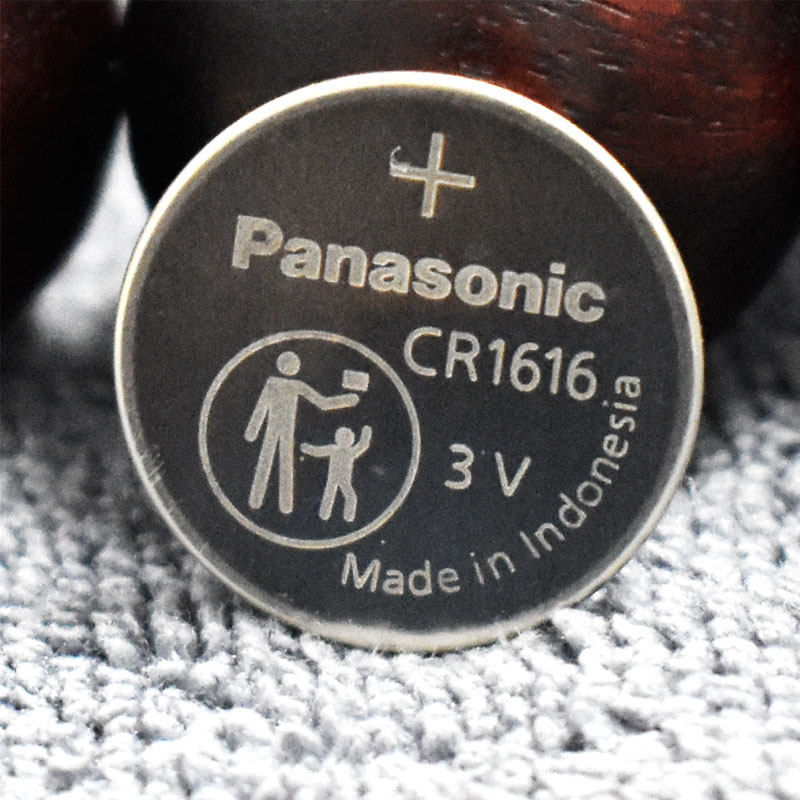 +
Panasonic
CR1616
3 V
Made in Indonesia